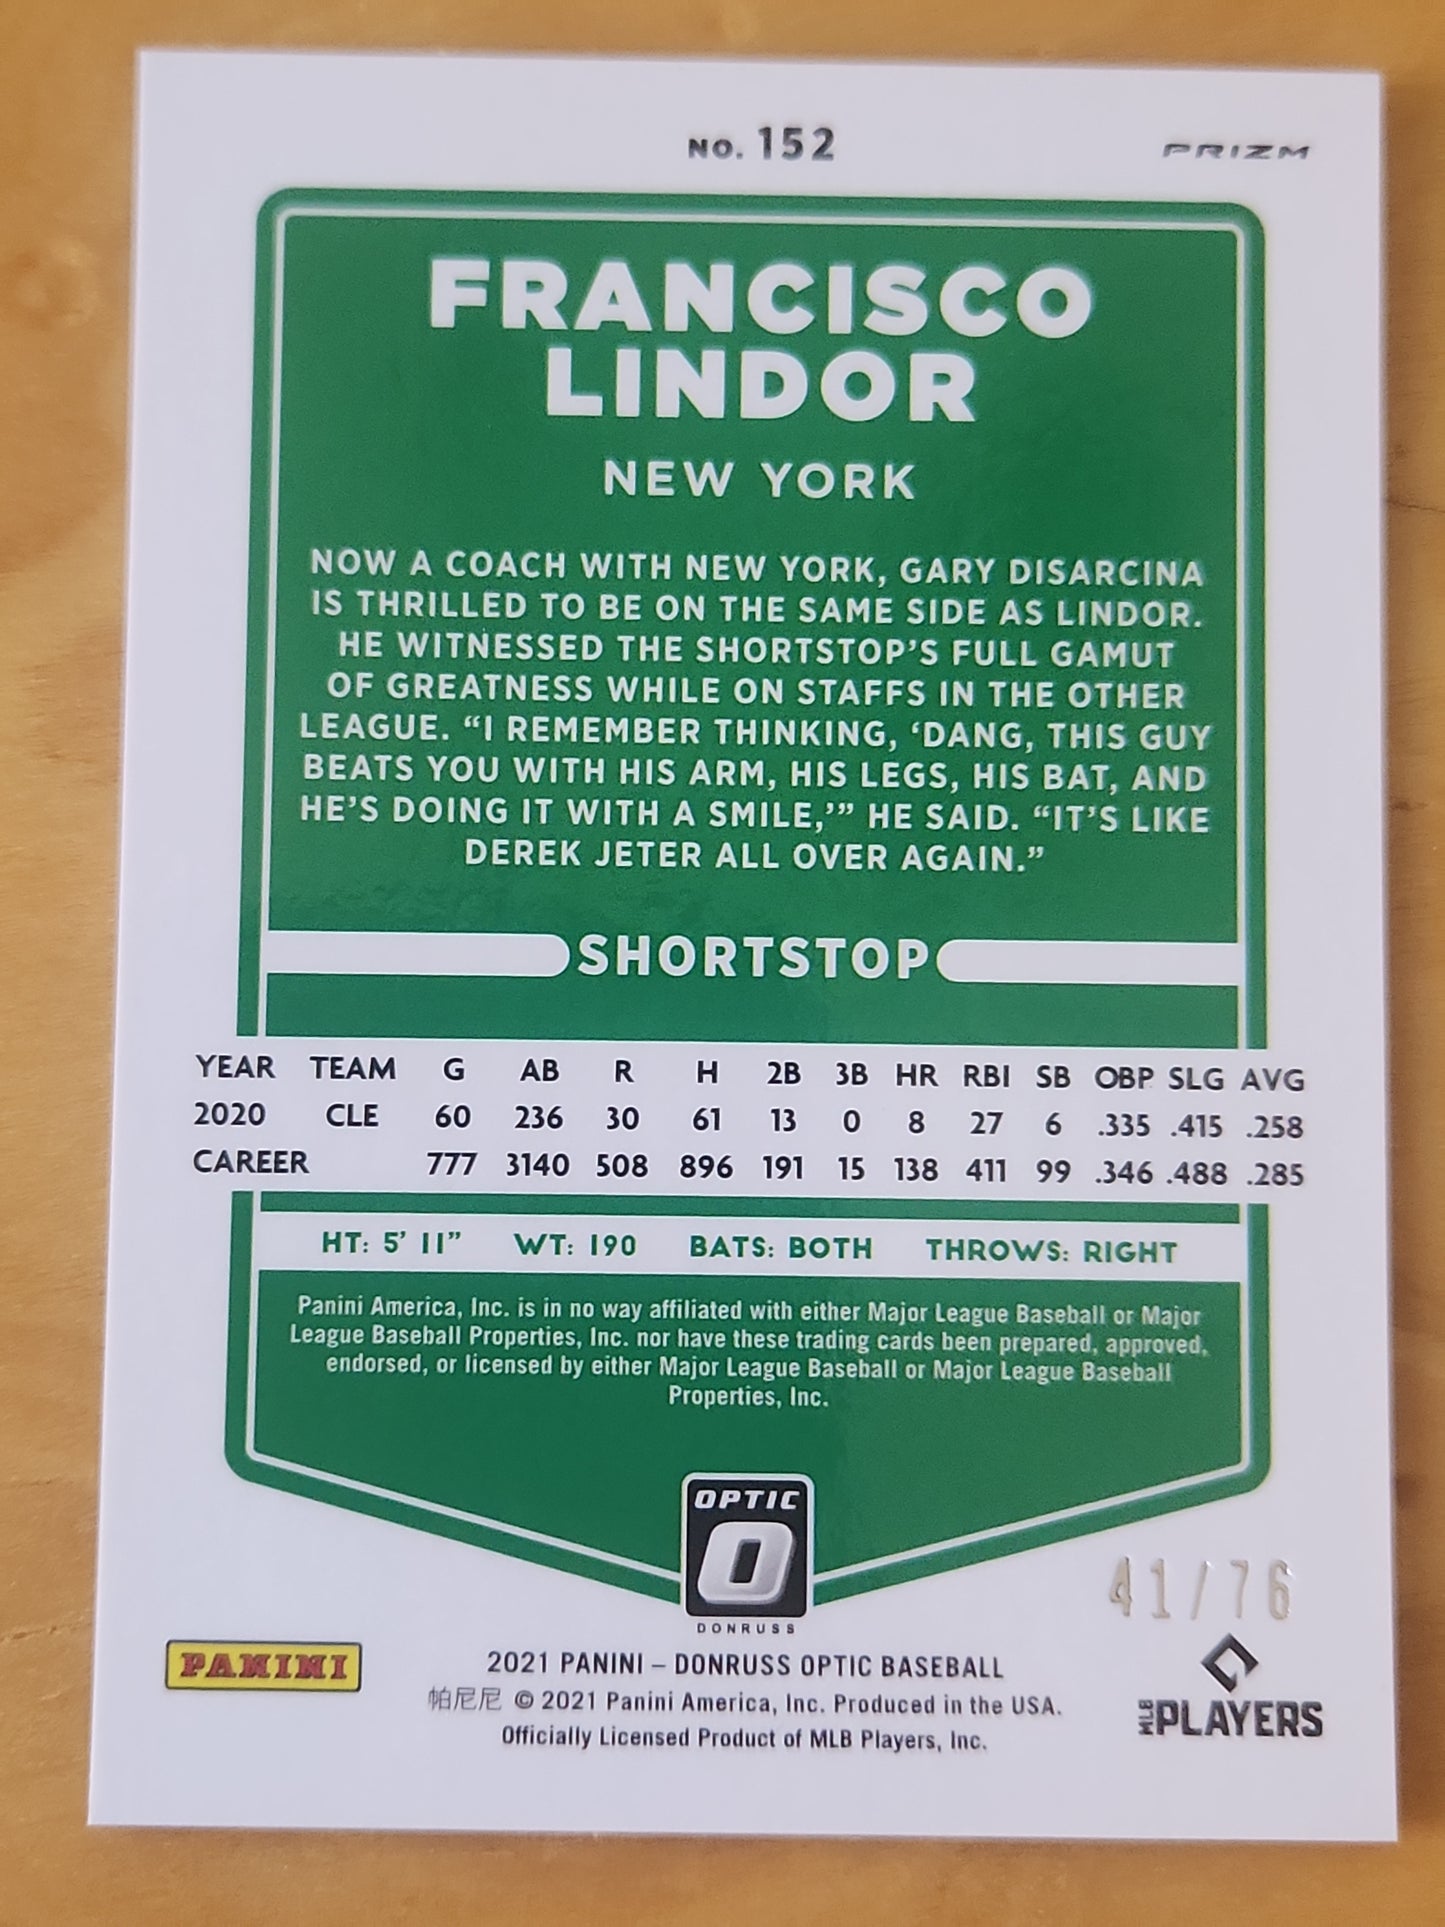 NO. 152
PRIZM
FRANCISCO
LINDOR
NEW YORK
NOW A COACH WITH NEW YORK, GARY DISARCINA
IS THRILLED TO BE ON THE SAME SIDE AS LINDOR.
HE WITNESSED THE SHORTSTOP'S FULL GAMUT
OF GREATNESS WHILE ON STAFFS IN THE OTHER
LEAGUE. “I REMEMBER THINKING, ‘DANG, THIS GUY
BEATS YOU WITH HIS ARM, HIS LEGS, HIS BAT, AND
HE’S DOING IT WITH A SMILE,’” HE SAID. “IT’S LIKE
DEREK JETER ALL OVER AGAIN.”
SHORTSTOP
YEAR TEAM G AB R H 2B 3B HR RBI SB OBP SLG AVG
2020 CLE 60 236 30 61 13 0 8 27 6 .335 .415 .258
CAREER 777 3140 508 896 191 15 138 411 99 .346 .488 .285
HT: 5’ 11” WT: 190 BATS: BOTH THROWS: RIGHT
Panini America, Inc. is in no way affiliated with either Major League Baseball or Major
League Baseball Properties, Inc. nor have these trading cards been prepared, approved,
endorsed, or licensed by either Major League Baseball or Major League Baseball
Properties, Inc.
OPTIC
O
DONRUSS
41/76
PANINI
2021 PANINI – DONRUSS OPTIC BASEBALL
帕尼尼 © 2021 Panini America, Inc. Produced in the USA.
Officially Licensed Product of MLB Players, Inc.
MLB PLAYERS